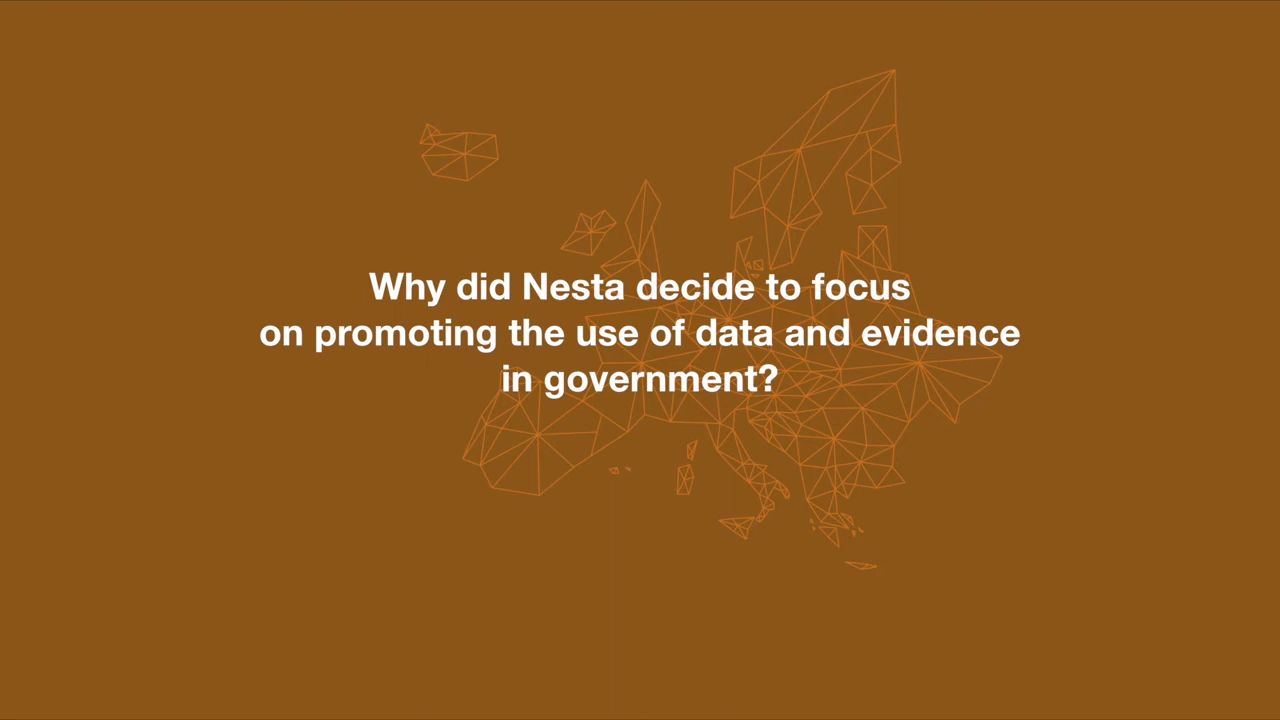 Why did Nesta decide to focus
on promoting the use of data and evidence
in government?